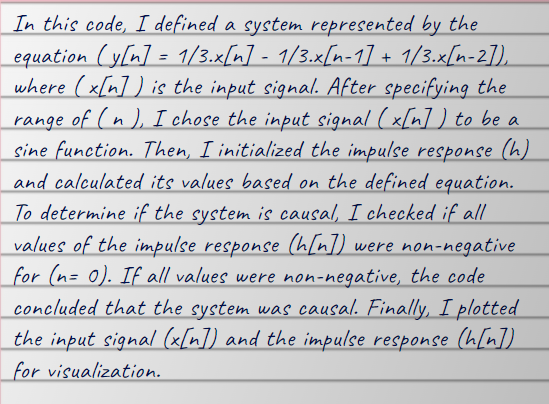 In this code, I defined a system represented by the
equation ( y[n] = 1/3.x[n] - 1/3.x[n-1] + 1/3.x[n-2]),
where ( x[n] ) is the input signal. After specifying the
range of ( n ), I chose the input signal ( x[n] ) to be a
sine function. Then, I initialized the impulse response (h)
and calculated its values based on the defined equation.
To determine if the system is causal, I checked if all
values of the impulse response (h[n]) were non-negative
for (n= 0). If all values were non-negative, the code
concluded that the system was causal. Finally, I plotted
the input signal (x[n]) and the impulse response (h[n])
for visualization.